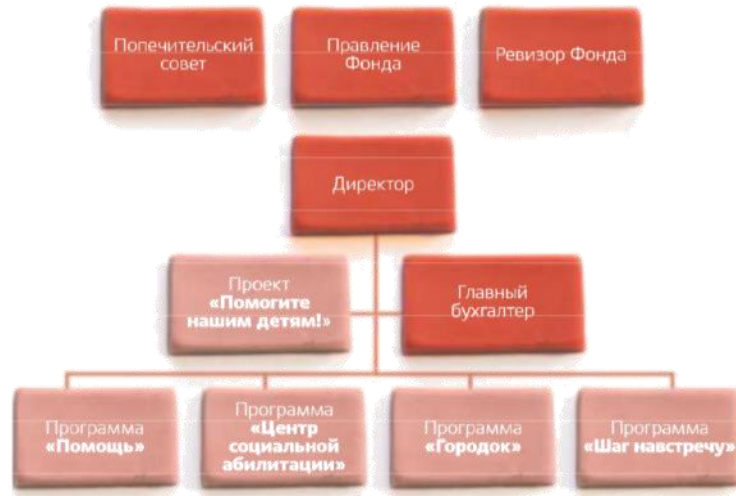 Попечительский
совет
Правление
Фонда
Ревизор Фонда
Директор
Проект
«Помогите
нашим детям!»
Главный
бухгалтер
Программа
«Помощь»
Программа
«Центр
социальной
абилитации»
Программа
«Городок»
Программа
«Шаг навстречу»